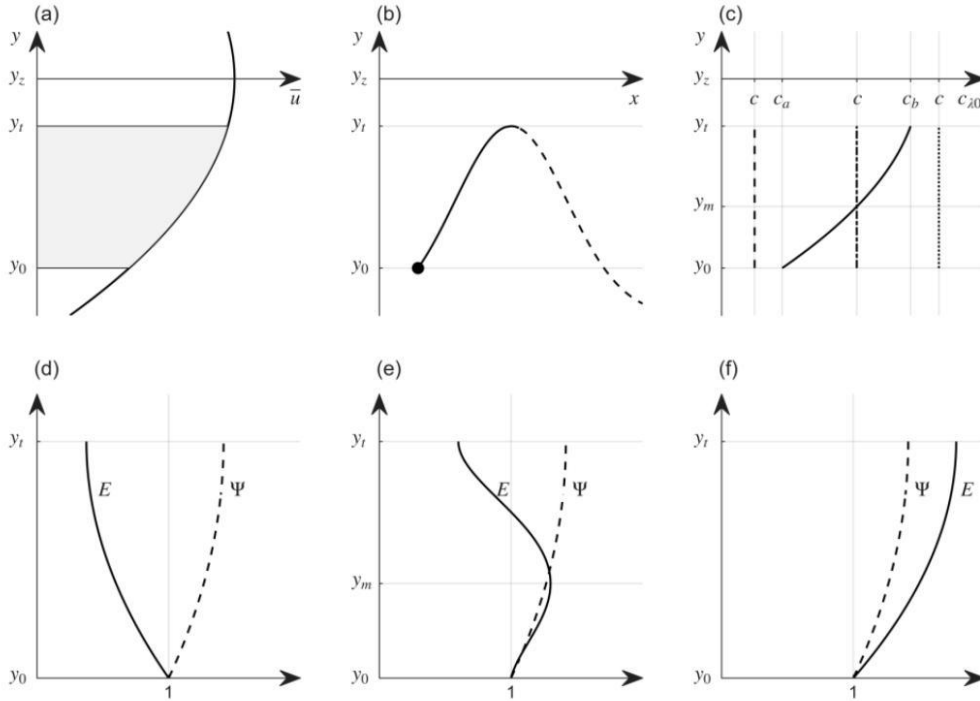 (a)
y
y_z
u̅
y_t
y_0
(b)
y
y_z
x
y_t
y_0
(c)
y
y_z
c c_a c c_b c c_λ0
y_t
y_m
y_0
(d)
y_t
E Ψ
y_0
1
(e)
y_t
E Ψ
y_m
y_0
1
(f)
y_t
Ψ E
y_0
1